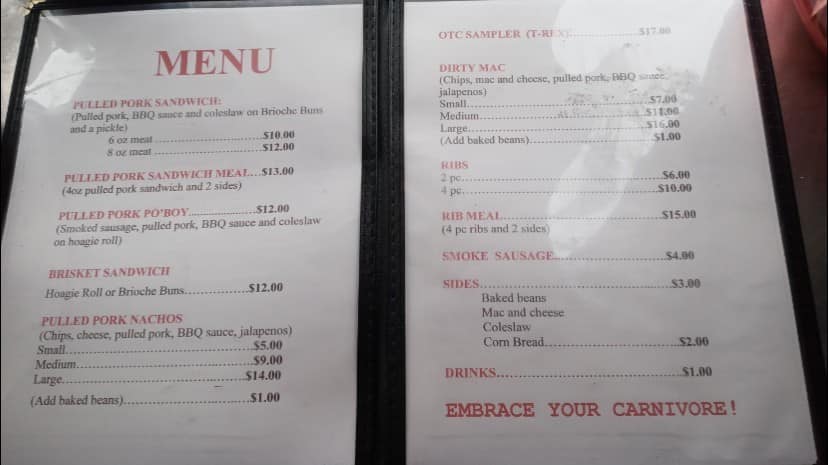 MENU
PULLED PORK SANDWICH:
(Pulled pork, BBQ sauce and coleslaw on Brioche Buns
and a pickle)
6 oz meat.....................$10.00
8 oz meat.....................$12.00
PULLED PORK SANDWICH MEAL...$13.00
(4oz pulled pork sandwich and 2 sides)
PULLED PORK PO'BOY.................$12.00
(Smoked sausage, pulled pork, BBQ sauce and coleslaw
on hoagie roll)
BRISKET SANDWICH
Hoagie Roll or Brioche Buns...............$12.00
PULLED PORK NACHOS
(Chips, cheese, pulled pork, BBQ sauce, jalapenos)
Small.............................................$5.00
Medium.........................................$9.00
Large............................................$14.00
(Add baked beans).............................$1.00
OTC SAMPLER (T-REX)...................$17.00
DIRTY MAC
(Chips, mac and cheese, pulled pork, BBQ sauce,
jalapenos)
Small.............................................$7.00
Medium.........................................$11.00
Large............................................$16.00
(Add baked beans).............................$1.00
RIBS
2 pc...............................................$6.00
4 pc...............................................$10.00
RIB MEAL.......................................$15.00
(4 pc ribs and 2 sides)
SMOKE SAUSAGE............................$4.00
SIDES.............................................$3.00
Baked beans
Mac and cheese
Coleslaw
Corn Bread...............................$2.00
DRINKS..........................................$1.00
EMBRACE YOUR CARNIVORE!